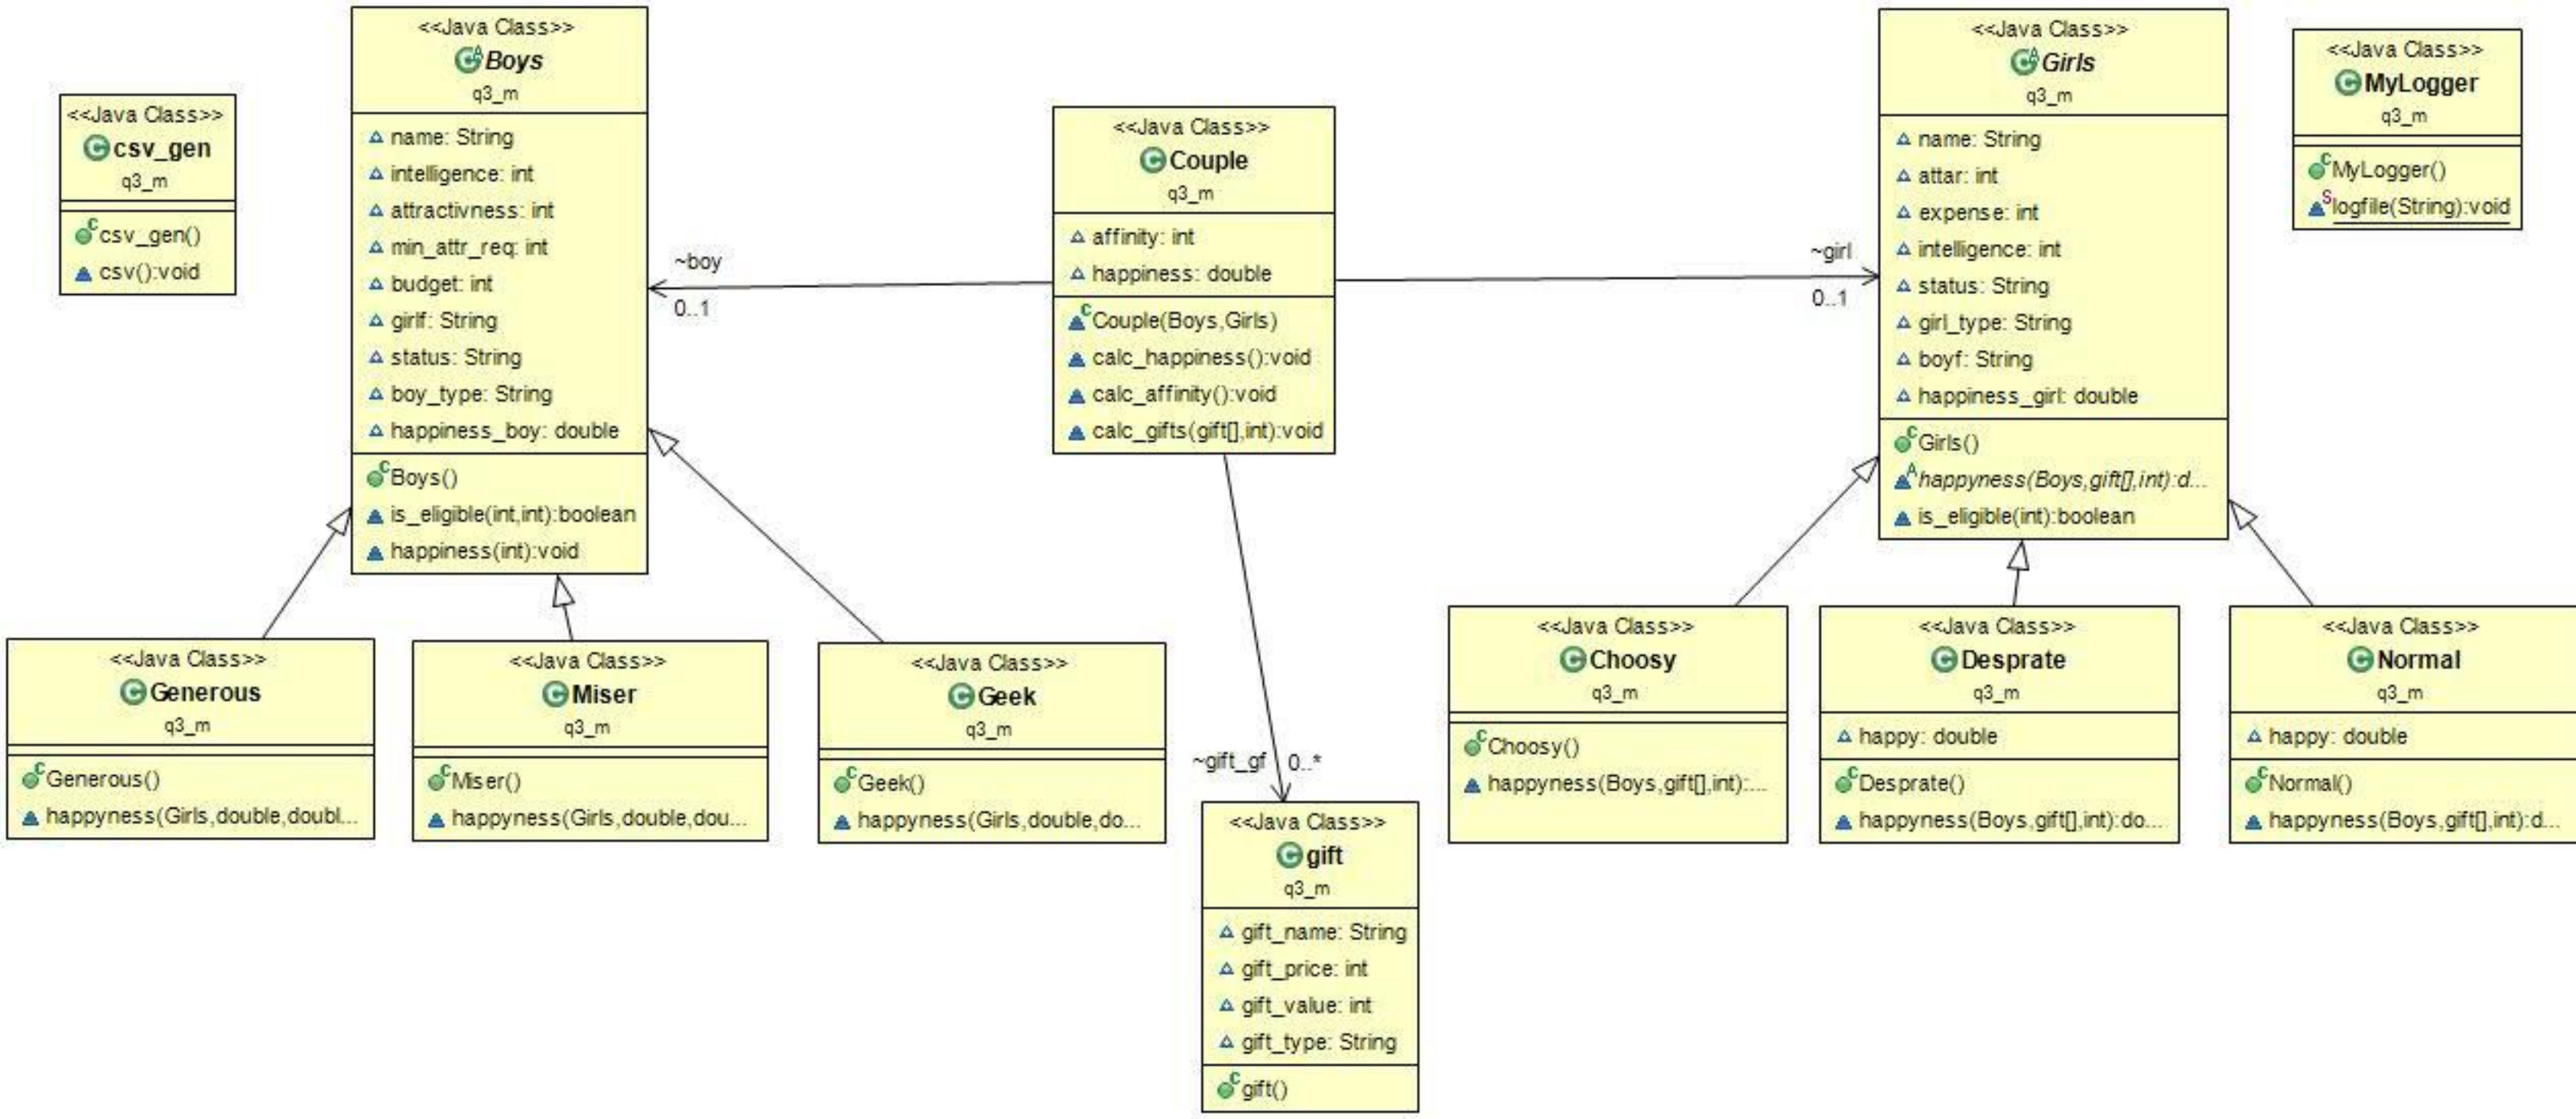 <<Java Class>>
csv_gen
q3_m
csv_gen()
csv():void
<<Java Class>>
Boys
q3_m
name: String
intelligence: int
attractivness: int
min_attr_req: int
budget: int
girlf: String
status: String
boy_type: String
happiness_boy: double
Boys()
is_eligible(int,int):boolean
happiness(int):void
~boy
0..1
<<Java Class>>
Couple
q3_m
affinity: int
happiness: double
Couple(Boys,Girls)
calc_happiness():void
calc_affinity():void
calc_gifts(gift[],int):void
~girl
0..1
<<Java Class>>
Girls
q3_m
name: String
attar: int
expense: int
intelligence: int
status: String
girl_type: String
boyf: String
happiness_girl: double
Girls()
happyness(Boys,gift[],int):d...
is_eligible(int):boolean
<<Java Class>>
MyLogger
q3_m
MyLogger()
logfile(String):void
<<Java Class>>
Generous
q3_m
Generous()
happyness(Girls,double,doubl...
<<Java Class>>
Miser
q3_m
Miser()
happyness(Girls,double,dou...
<<Java Class>>
Geek
q3_m
Geek()
happyness(Girls,double,do...
~gift_gf 0..*
<<Java Class>>
gift
q3_m
gift_name: String
gift_price: int
gift_value: int
gift_type: String
gift()
<<Java Class>>
Choosy
q3_m
Choosy()
happyness(Boys,gift[],int):...
<<Java Class>>
Desprate
q3_m
happy: double
Desprate()
happyness(Boys,gift[],int):do...
<<Java Class>>
Normal
q3_m
happy: double
Normal()
happyness(Boys,gift[],int):d...